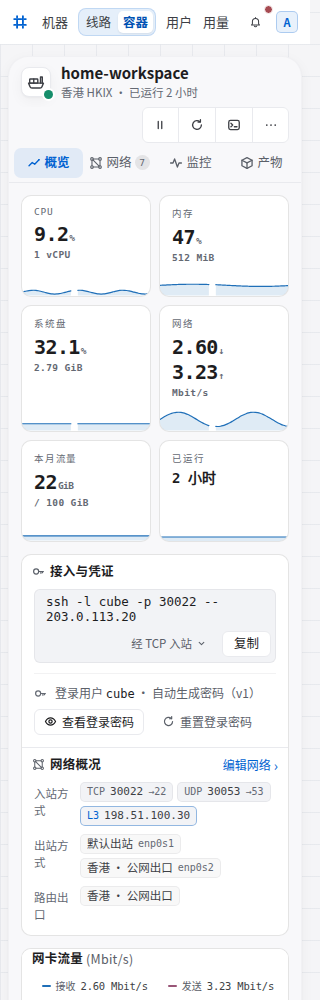 机器 线路 容器 用户 用量 A
home-workspace
香港 HKIX • 已运行 2 小时
概览 网络 7 监控 产物
CPU
9.2%
1 vCPU
内存
47%
512 MiB
系统盘
32.1%
2.79 GiB
网络
2.60↓
3.23↑
Mbit/s
本月流量
22GiB
/ 100 GiB
已运行
2 小时
接入与凭证
ssh -l cube -p 30022 --
203.0.113.20
经 TCP 入站 复制
登录用户 cube • 自动生成密码（v1）
查看登录密码 重置登录密码
网络概况 编辑网络 ›
入站方式 TCP 30022 →22 UDP 30053 →53
L3 198.51.100.30
出站方式 默认出站 enp0s1
香港 • 公网出口 enp0s2
路由出口 香港 • 公网出口
网卡流量 (Mbit/s)
接收 2.60 Mbit/s 发送 3.23 Mbit/s